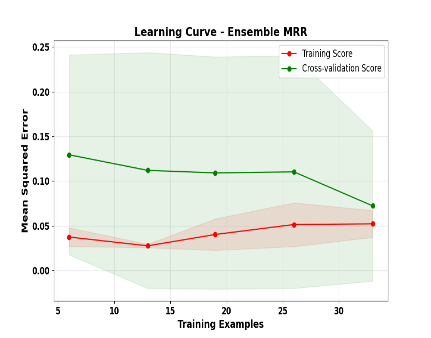 Learning Curve - Ensemble MRR
Training Score
Cross-validation Score
Mean Squared Error
0.25
0.20
0.15
0.10
0.05
0.00
5 10 15 20 25 30
Training Examples